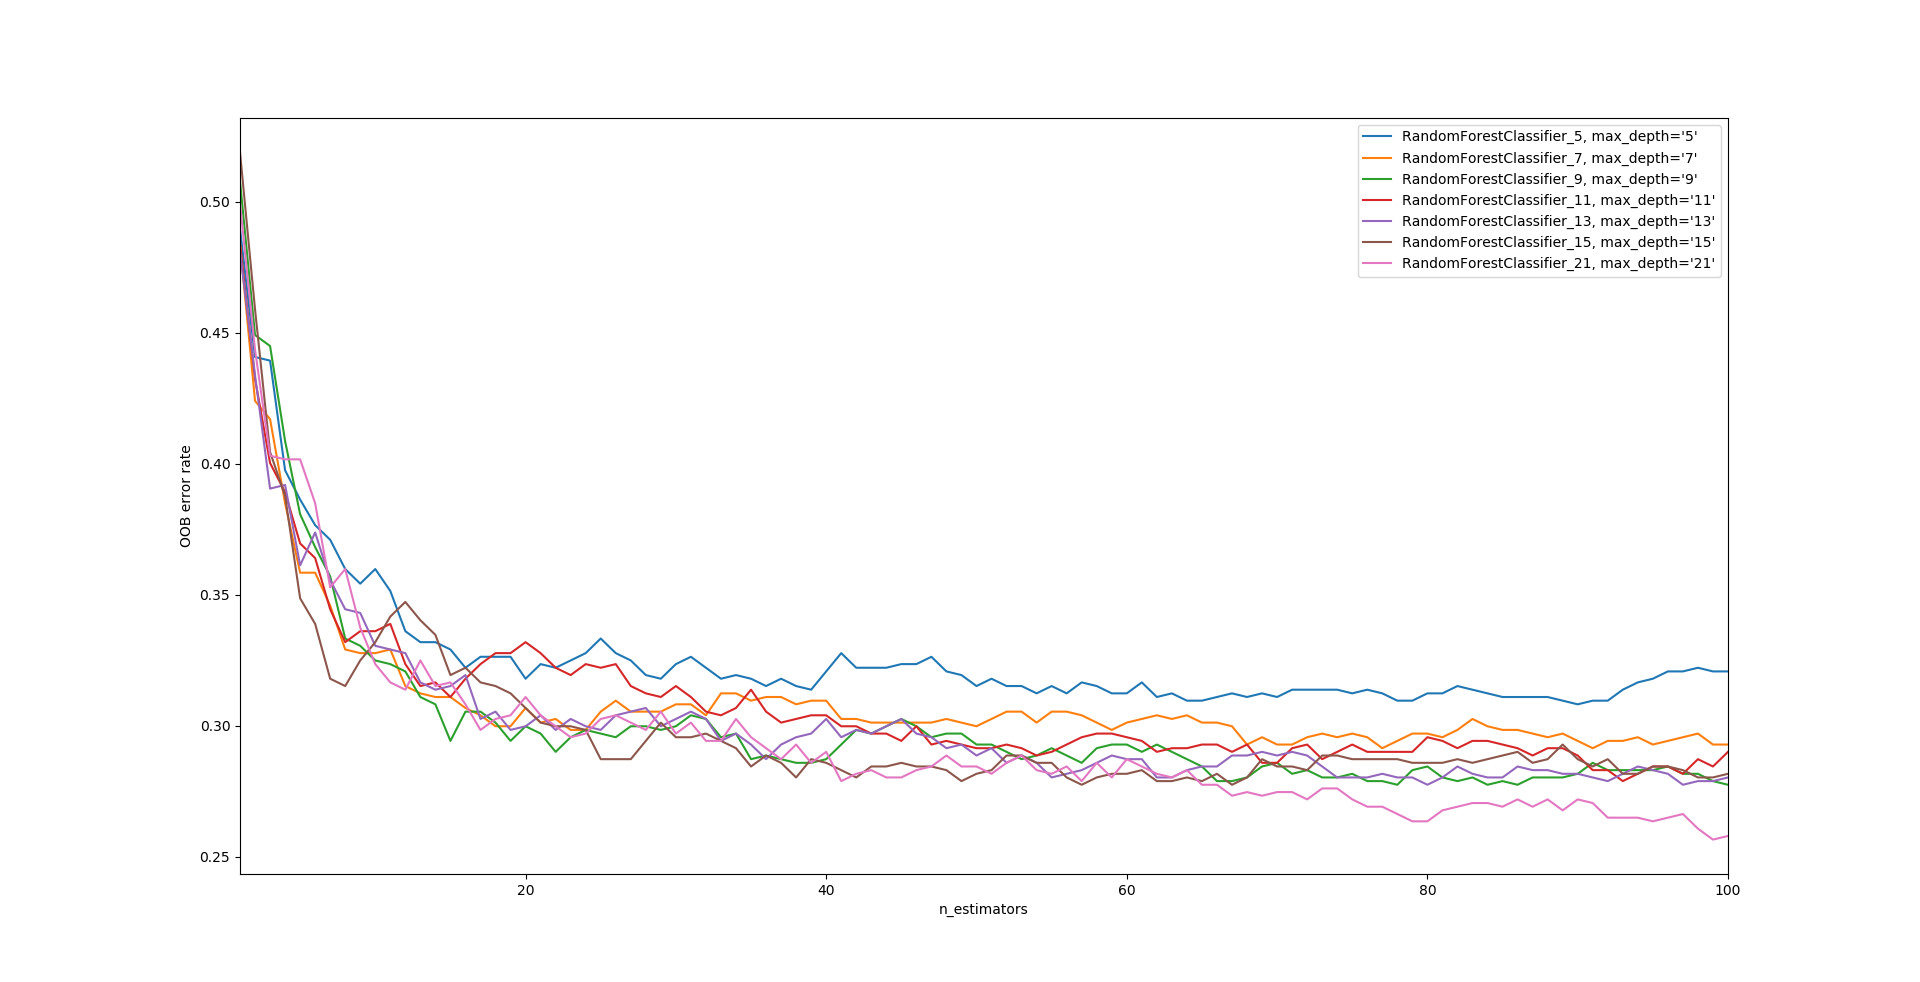 RandomForestClassifier_5, max_depth='5'
RandomForestClassifier_7, max_depth='7'
RandomForestClassifier_9, max_depth='9'
RandomForestClassifier_11, max_depth='11'
RandomForestClassifier_13, max_depth='13'
RandomForestClassifier_15, max_depth='15'
RandomForestClassifier_21, max_depth='21'
0.50
0.45
0.40
0.35
0.30
0.25
OOB error rate
20 40 60 80 100
n_estimators